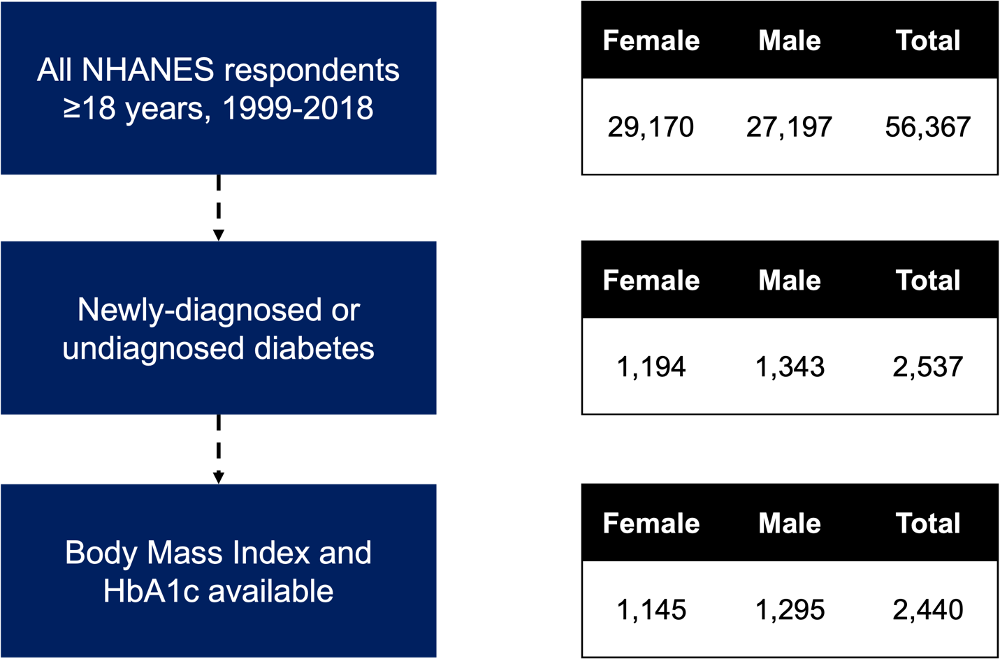 All NHANES respondents
≥18 years, 1999-2018
Female Male Total
29,170 27,197 56,367
Newly-diagnosed or
undiagnosed diabetes
Female Male Total
1,194 1,343 2,537
Body Mass Index and
HbA1c available
Female Male Total
1,145 1,295 2,440